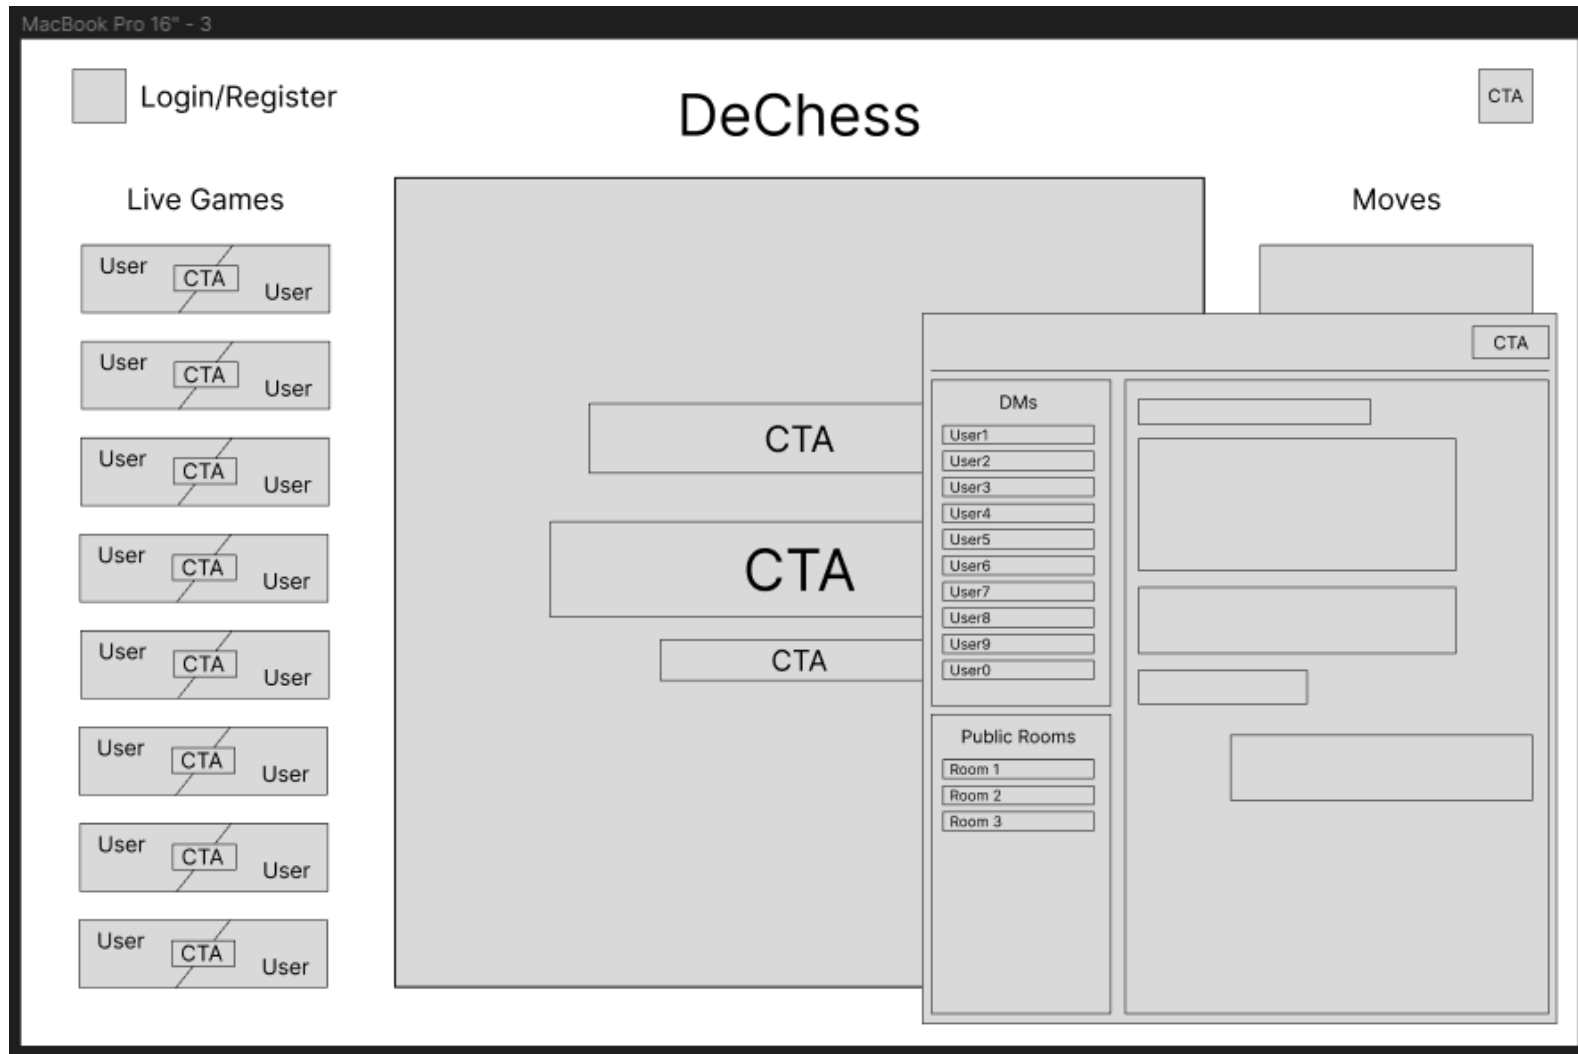 MacBook Pro 16" - 3
Login/Register
DeChess
CTA
Live Games
User
CTA
User
User
CTA
User
User
CTA
User
User
CTA
User
User
CTA
User
User
CTA
User
User
CTA
User
User
CTA
User
CTA
CTA
CTA
Moves
CTA
DMs
User1
User2
User3
User4
User5
User6
User7
User8
User9
User0
Public Rooms
Room 1
Room 2
Room 3